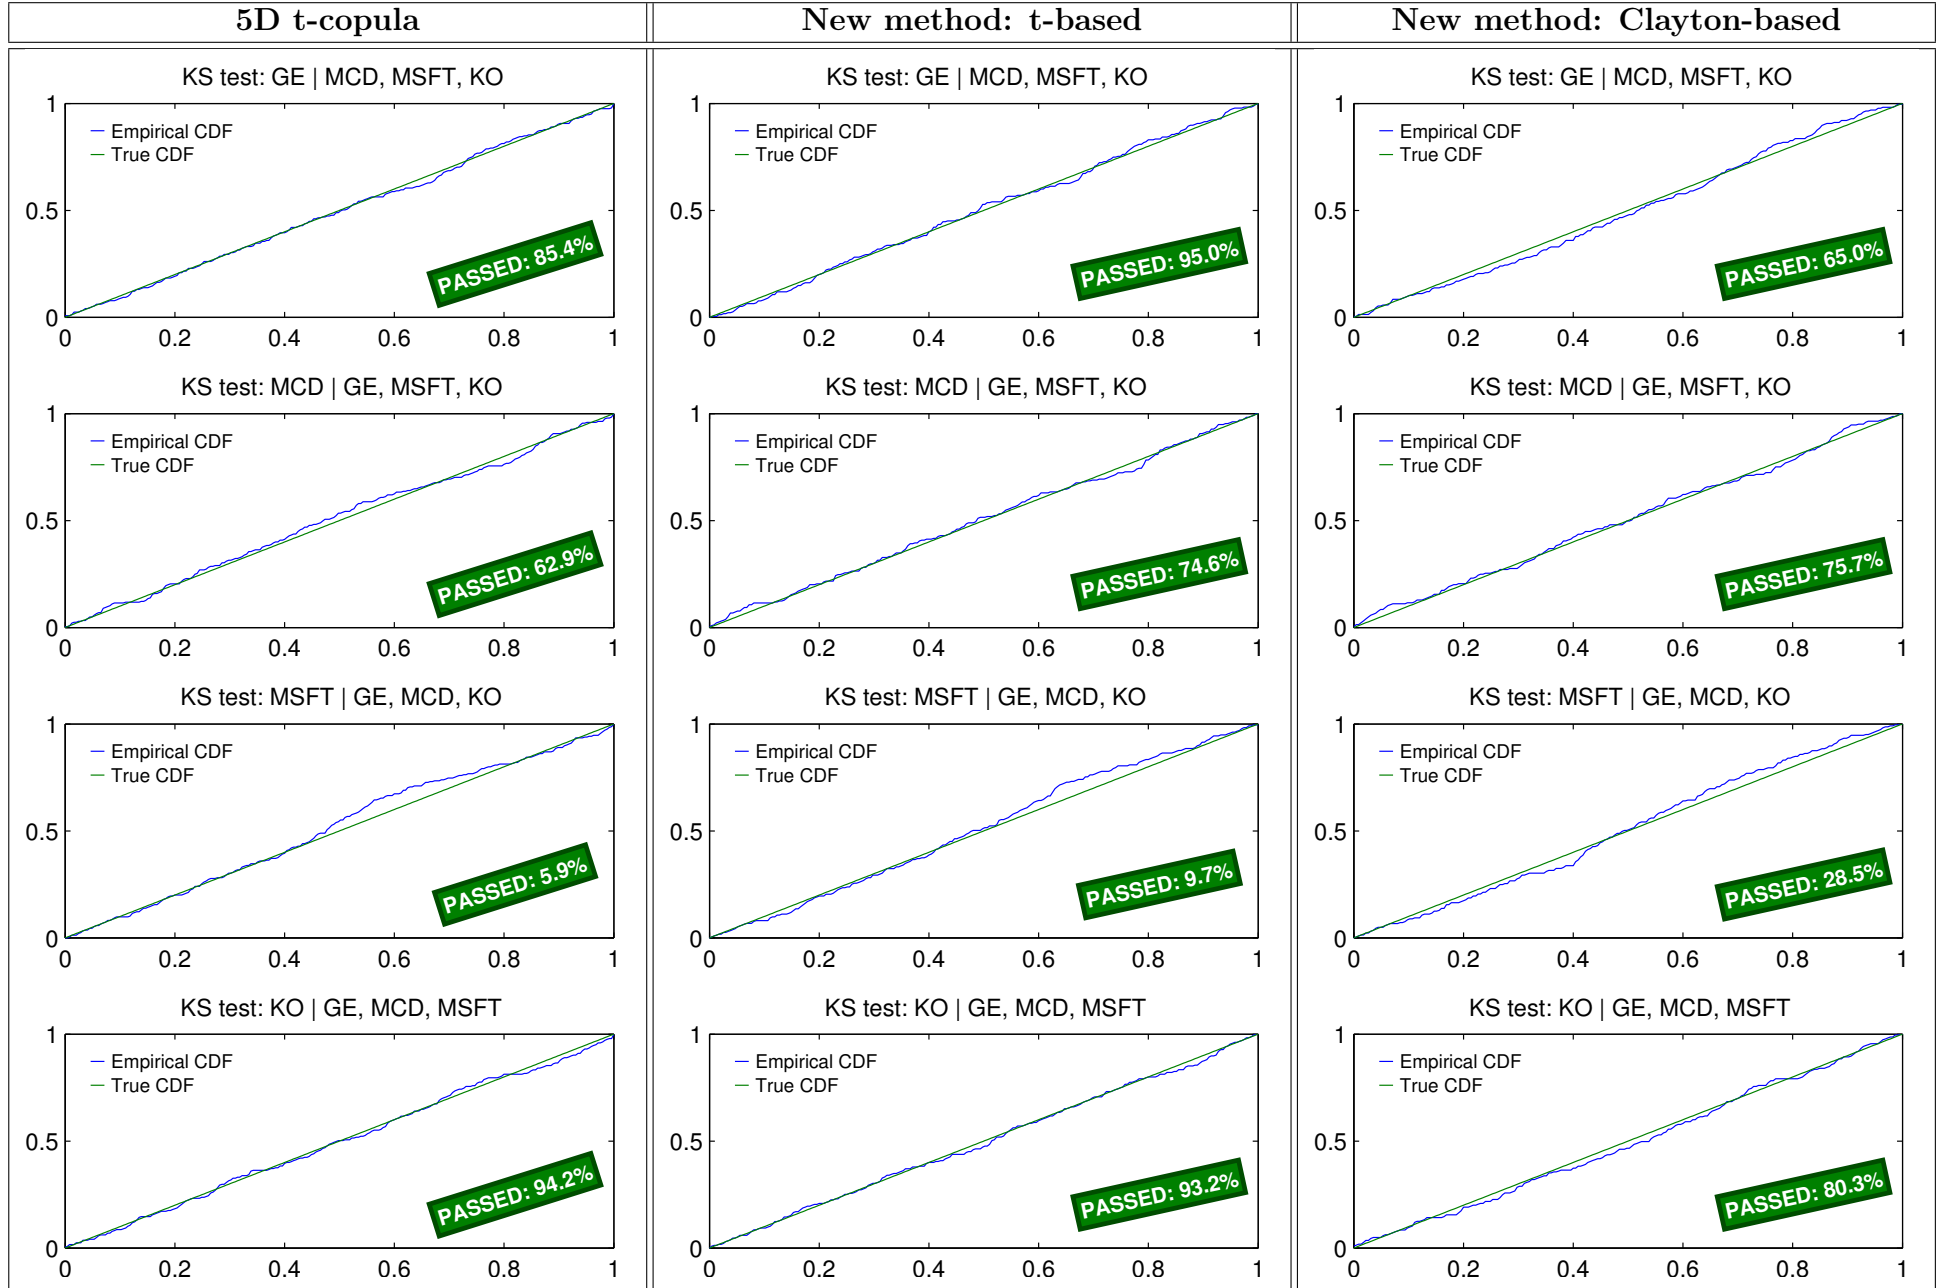 5D t-copula
New method: t-based
New method: Clayton-based
KS test: GE | MCD, MSFT, KO
1
0.5
0
Empirical CDF
True CDF
PASSED: 85.4%
0 0.2 0.4 0.6 0.8 1
KS test: GE | MCD, MSFT, KO
1
0.5
0
Empirical CDF
True CDF
PASSED: 95.0%
0 0.2 0.4 0.6 0.8 1
KS test: GE | MCD, MSFT, KO
1
0.5
0
Empirical CDF
True CDF
PASSED: 65.0%
0 0.2 0.4 0.6 0.8 1
KS test: MCD | GE, MSFT, KO
1
0.5
0
Empirical CDF
True CDF
PASSED: 62.9%
0 0.2 0.4 0.6 0.8 1
KS test: MCD | GE, MSFT, KO
1
0.5
0
Empirical CDF
True CDF
PASSED: 74.6%
0 0.2 0.4 0.6 0.8 1
KS test: MCD | GE, MSFT, KO
1
0.5
0
Empirical CDF
True CDF
PASSED: 75.7%
0 0.2 0.4 0.6 0.8 1
KS test: MSFT | GE, MCD, KO
1
0.5
0
Empirical CDF
True CDF
PASSED: 5.9%
0 0.2 0.4 0.6 0.8 1
KS test: MSFT | GE, MCD, KO
1
0.5
0
Empirical CDF
True CDF
PASSED: 9.7%
0 0.2 0.4 0.6 0.8 1
KS test: MSFT | GE, MCD, KO
1
0.5
0
Empirical CDF
True CDF
PASSED: 28.5%
0 0.2 0.4 0.6 0.8 1
KS test: KO | GE, MCD, MSFT
1
0.5
0
Empirical CDF
True CDF
PASSED: 94.2%
0 0.2 0.4 0.6 0.8 1
KS test: KO | GE, MCD, MSFT
1
0.5
0
Empirical CDF
True CDF
PASSED: 93.2%
0 0.2 0.4 0.6 0.8 1
KS test: KO | GE, MCD, MSFT
1
0.5
0
Empirical CDF
True CDF
PASSED: 80.3%
0 0.2 0.4 0.6 0.8 1